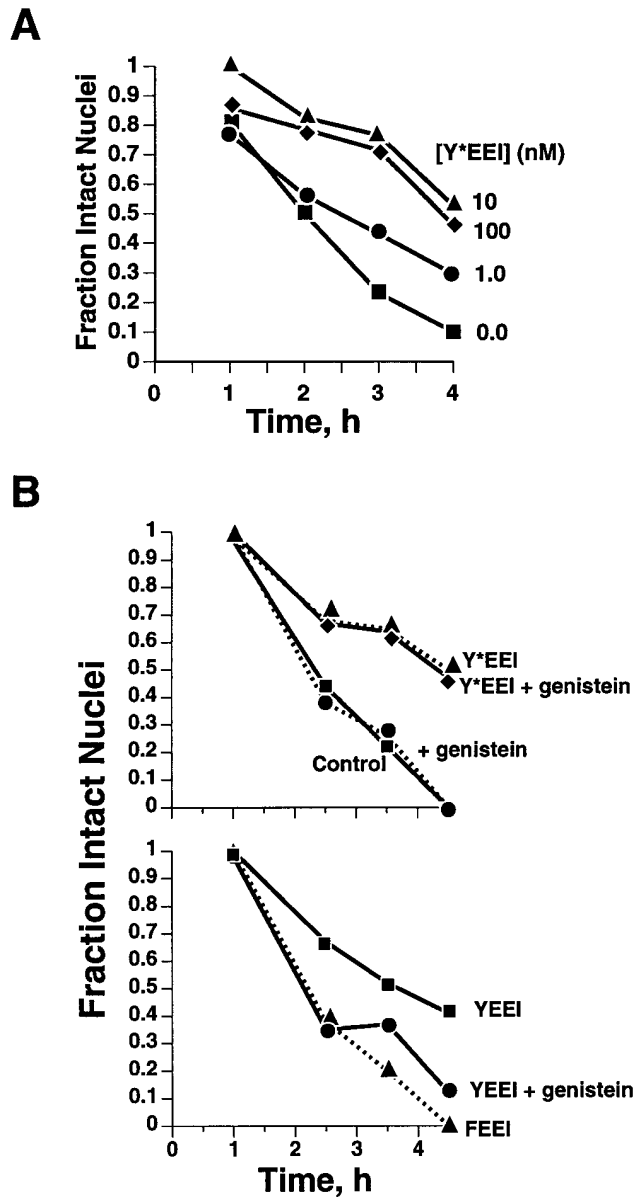 A
Fraction Intact Nuclei
1
0.9
0.8
0.7
0.6
0.5
0.4
0.3
0.2
0.1
0
[Y*EEI] (nM)
10
100
1.0
0.0
0 1 2 3 4
Time, h
B
Fraction Intact Nuclei
1
0.9
0.8
0.7
0.6
0.5
0.4
0.3
0.2
0.1
0
Y*EEI
Y*EEI + genistein
+ genistein
Control
1
0.9
0.8
0.7
0.6
0.5
0.4
0.3
0.2
0.1
0
YEEI
YEEI + genistein
FEEI
0 1 2 3 4
Time, h